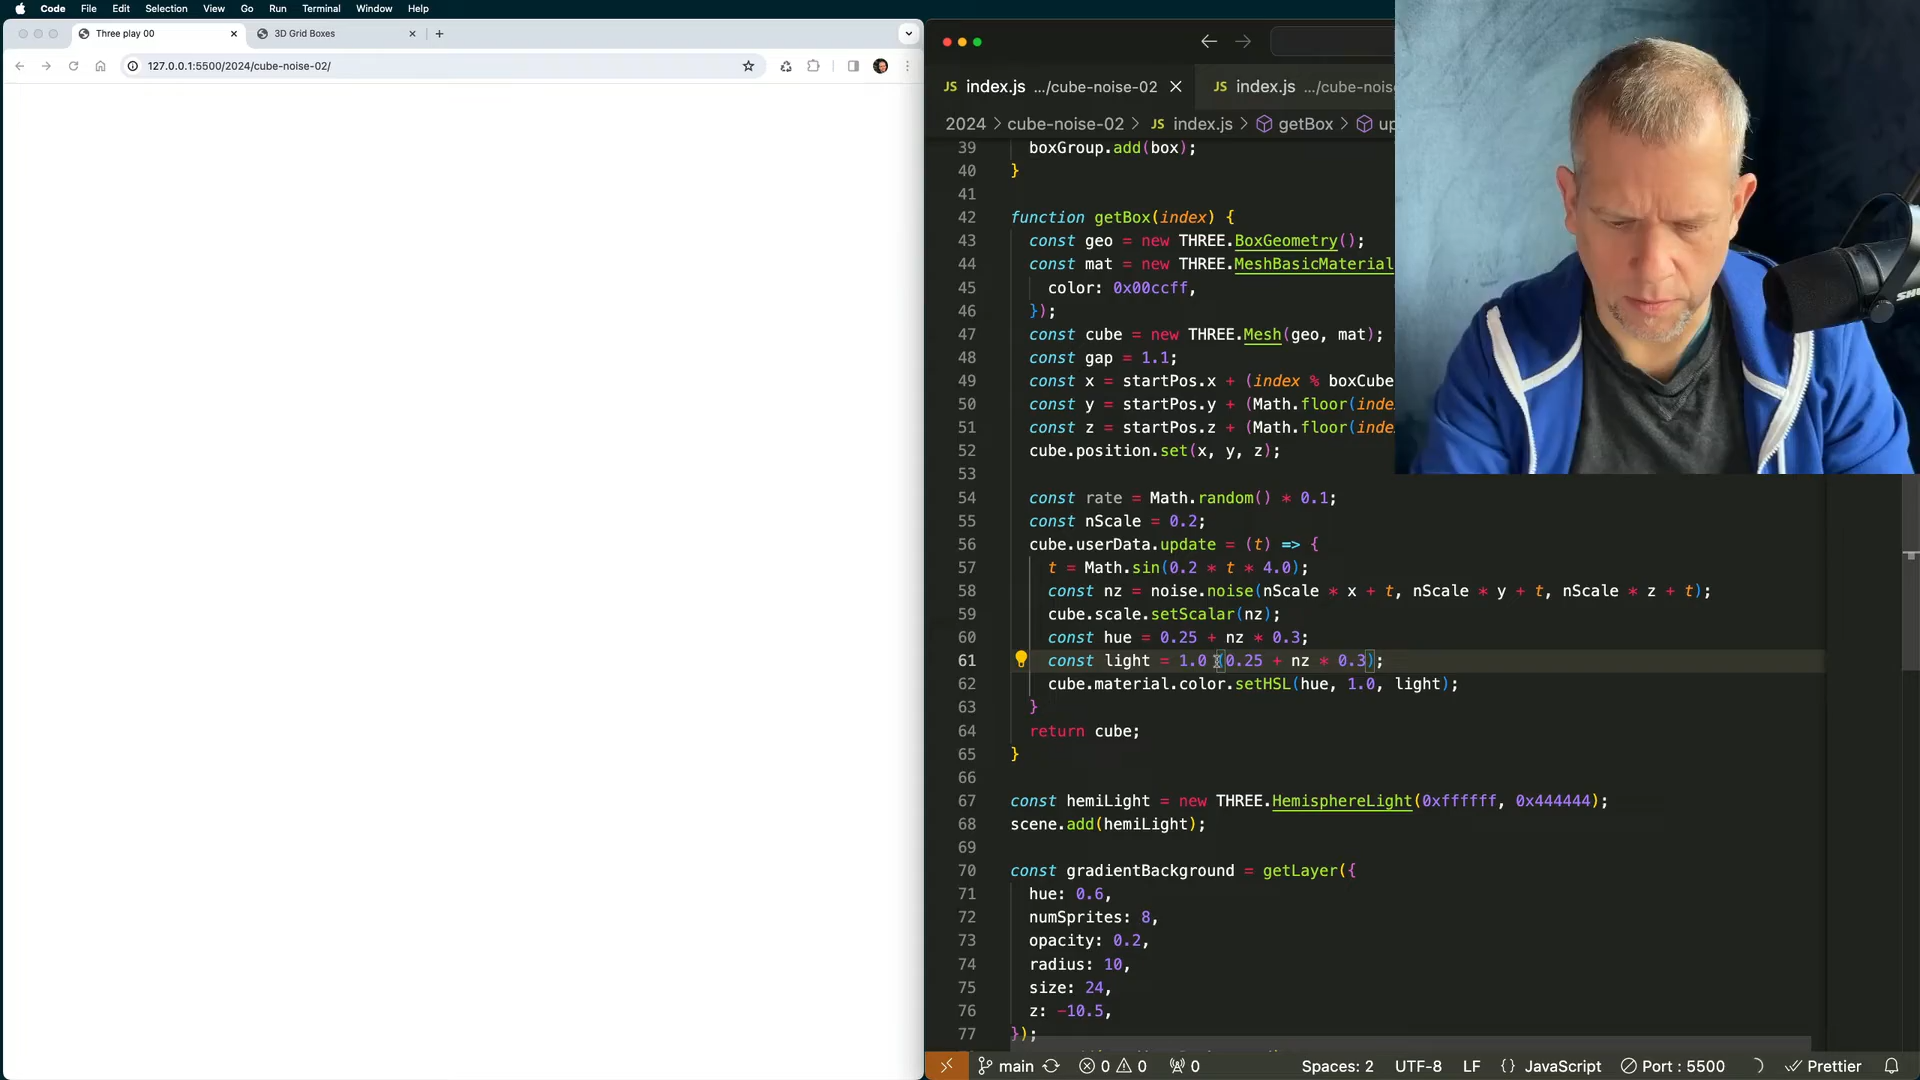 Code File Edit Selection View Go Run Terminal Window Help
Three play 00
3D Grid Boxes
127.0.0.1:5500/2024/cube-noise-02/
JS index.js .../cube-noise-02
JS index.js .../cube-nois
2024 > cube-noise-02 > JS index.js > getBox > up
39 boxGroup.add(box);
40 }
41
42 function getBox(index) {
43 const geo = new THREE.BoxGeometry();
44 const mat = new THREE.MeshBasicMaterial
45 color: 0x00ccff,
46 });
47 const cube = new THREE.Mesh(geo, mat);
48 const gap = 1.1;
49 const x = startPos.x + (index % boxCube
50 const y = startPos.y + (Math.floor(inde
51 const z = startPos.z + (Math.floor(inde
52 cube.position.set(x, y, z);
53
54 const rate = Math.random() * 0.1;
55 const nScale = 0.2;
56 cube.userData.update = (t) => {
57 t = Math.sin(0.2 * t * 4.0);
58 const nz = noise.noise(nScale * x + t, nScale * y + t, nScale * z + t);
59 cube.scale.setScalar(nz);
60 const hue = 0.25 + nz * 0.3;
61 const light = 1.0 (0.25 + nz * 0.3);
62 cube.material.color.setHSL(hue, 1.0, light);
63 }
64 return cube;
65 }
66
67 const hemiLight = new THREE.HemisphereLight(0xffffff, 0x444444);
68 scene.add(hemiLight);
69
70 const gradientBackground = getLayer({
71 hue: 0.6,
72 numSprites: 8,
73 opacity: 0.2,
74 radius: 10,
75 size: 24,
76 z: -10.5,
77 });
main 0 0 0 Spaces: 2 UTF-8 LF {} JavaScript Port : 5500 Prettier